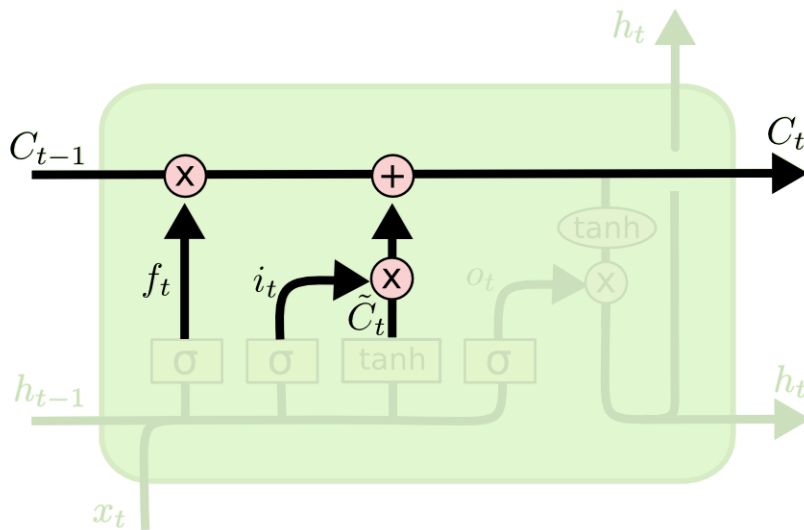 h_t
C_{t-1}
C_t
x
+
tanh
f_t
i_t
x
o_t
x
C̃_t
σ
σ
tanh
σ
h_{t-1}
h_t
x_t